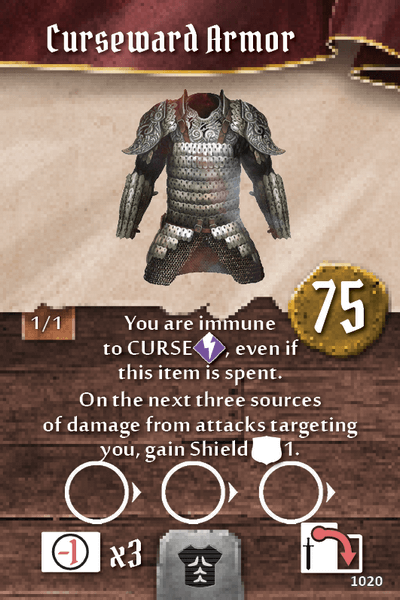 Curseward Armor
1/1
75
You are immune
to CURSE, even if
this item is spent.
On the next three sources
of damage from attacks targeting
you, gain Shield 1.
-1 x3
1020